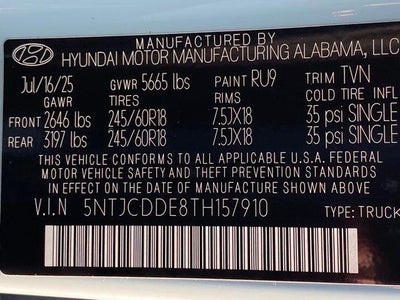 MANUFACTURED BY
HYUNDAI MOTOR MANUFACTURING ALABAMA, LLC
Jul/16/25 GVWR 5665 lbs PAINT RU9 TRIM TVN
GAWR TIRES RIMS COLD TIRE INFL
FRONT 2646 lbs 245/60R18 7.5JX18 35 psi SINGLE
REAR 3197 lbs 245/60R18 7.5JX18 35 psi SINGLE
THIS VEHICLE CONFORMS TO ALL APPLICABLE U.S.A. FEDERAL
MOTOR VEHICLE SAFETY AND THEFT PREVENTION STANDARDS
IN EFFECT ON THE DATE OF MANUFACTURE SHOWN ABOVE
V.I.N 5NTJCDDE8TH157910 TYPE: TRUCK